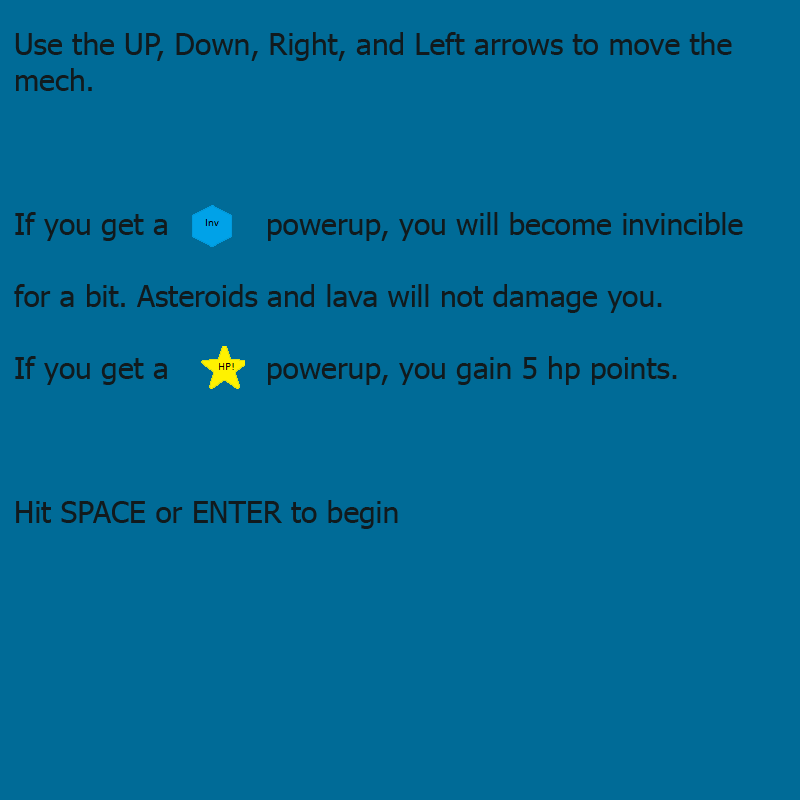 Use the UP, Down, Right, and Left arrows to move the
mech.
If you get a Inv powerup, you will become invincible
for a bit. Asteroids and lava will not damage you.
If you get a HP! powerup, you gain 5 hp points.
Hit SPACE or ENTER to begin